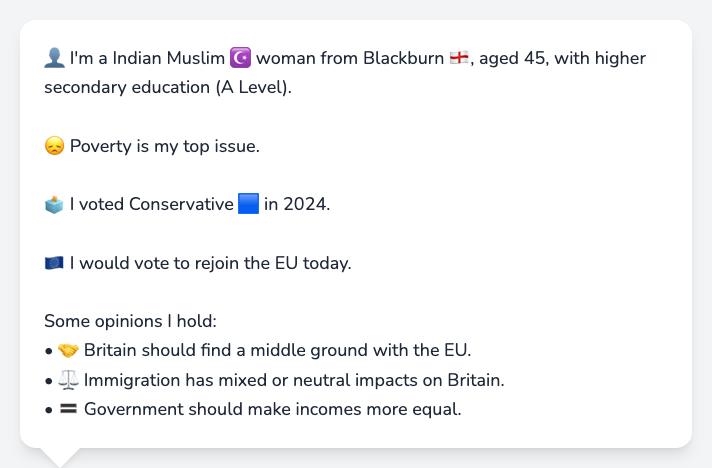 👤 I'm a Indian Muslim ☪️ woman from Blackburn 🏴󠁧󠁢󠁥󠁮󠁧󠁿, aged 45, with higher
secondary education (A Level).
😞 Poverty is my top issue.
🗳️ I voted Conservative 🟦 in 2024.
🇪🇺 I would vote to rejoin the EU today.
Some opinions I hold:
• 🤝 Britain should find a middle ground with the EU.
• ⚖️ Immigration has mixed or neutral impacts on Britain.
• 🟰 Government should make incomes more equal.